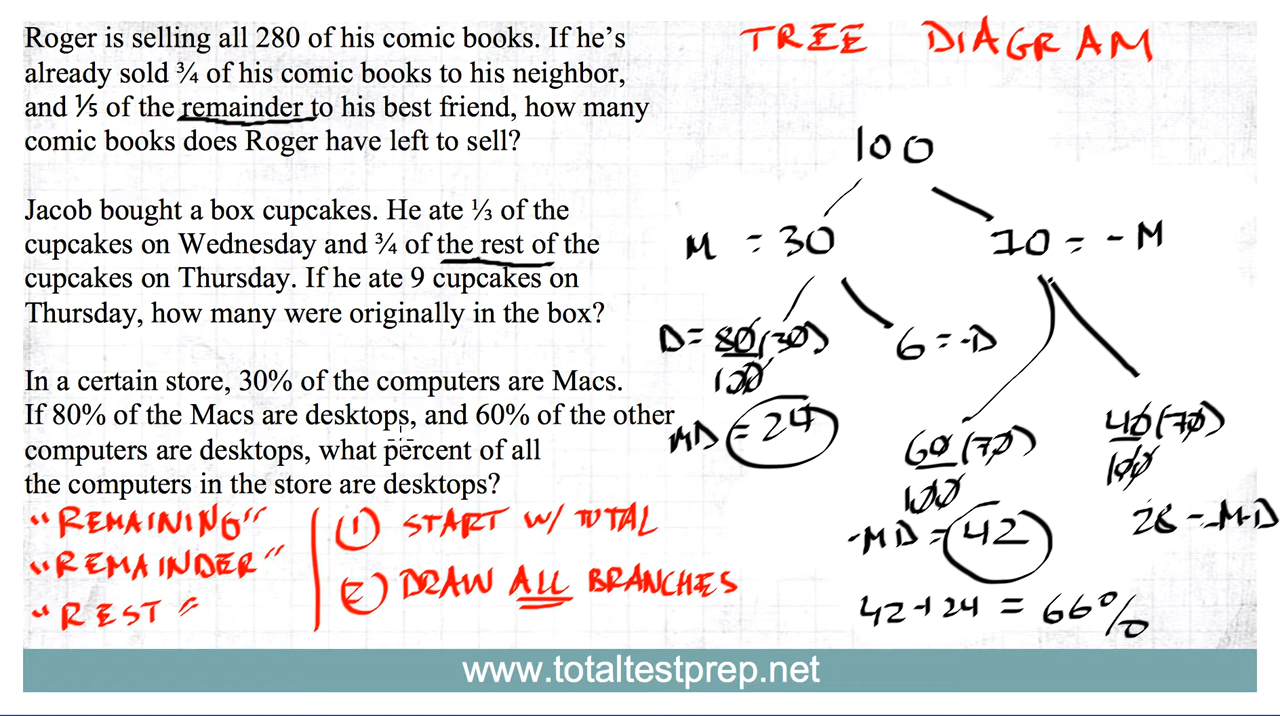 Roger is selling all 280 of his comic books. If he's
already sold ¾ of his comic books to his neighbor,
and ⅕ of the remainder to his best friend, how many
comic books does Roger have left to sell?
Jacob bought a box cupcakes. He ate ⅓ of the
cupcakes on Wednesday and ¾ of the rest of the
cupcakes on Thursday. If he ate 9 cupcakes on
Thursday, how many were originally in the box?
In a certain store, 30% of the computers are Macs.
If 80% of the Macs are desktops, and 60% of the other
computers are desktops, what percent of all
the computers in the store are desktops?
"REMAINING"
"REMAINDER"
"REST"
(1) START W/ TOTAL
(2) DRAW ALL BRANCHES
TREE DIAGRAM
100
M = 30
70 = -M
D = 80(30)
100
6 = -D
MD = 24
60(70)
100
40(70)
100
-MD = 42
28 = -M-D
42+24 = 66%
www.totaltestprep.net